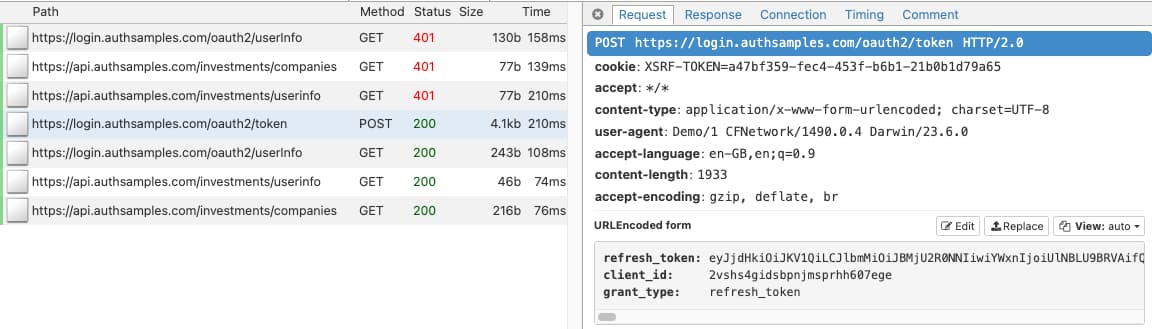 Path Method Status Size Time
https://login.authsamples.com/oauth2/userInfo GET 401 130b 158ms
https://api.authsamples.com/investments/companies GET 401 77b 139ms
https://api.authsamples.com/investments/userinfo GET 401 77b 210ms
https://login.authsamples.com/oauth2/token POST 200 4.1kb 210ms
https://login.authsamples.com/oauth2/userInfo GET 200 243b 108ms
https://api.authsamples.com/investments/userinfo GET 200 46b 74ms
https://api.authsamples.com/investments/companies GET 200 216b 76ms
Request Response Connection Timing Comment
POST https://login.authsamples.com/oauth2/token HTTP/2.0
cookie: XSRF-TOKEN=a47bf359-fec4-453f-b6b1-21b0b1d79a65
accept: */*
content-type: application/x-www-form-urlencoded; charset=UTF-8
user-agent: Demo/1 CFNetwork/1490.0.4 Darwin/23.6.0
accept-language: en-GB,en;q=0.9
content-length: 1933
accept-encoding: gzip, deflate, br
URLEncoded form Edit Replace View: auto
refresh_token: eyJjdHkiOiJKV1QiLCJlbmMiOiJBMjU2R0NNIiwiYWxnIjoiUlNBLU9BRVAifQ
client_id: 2vshs4gidsbpnjmsprhh607ege
grant_type: refresh_token